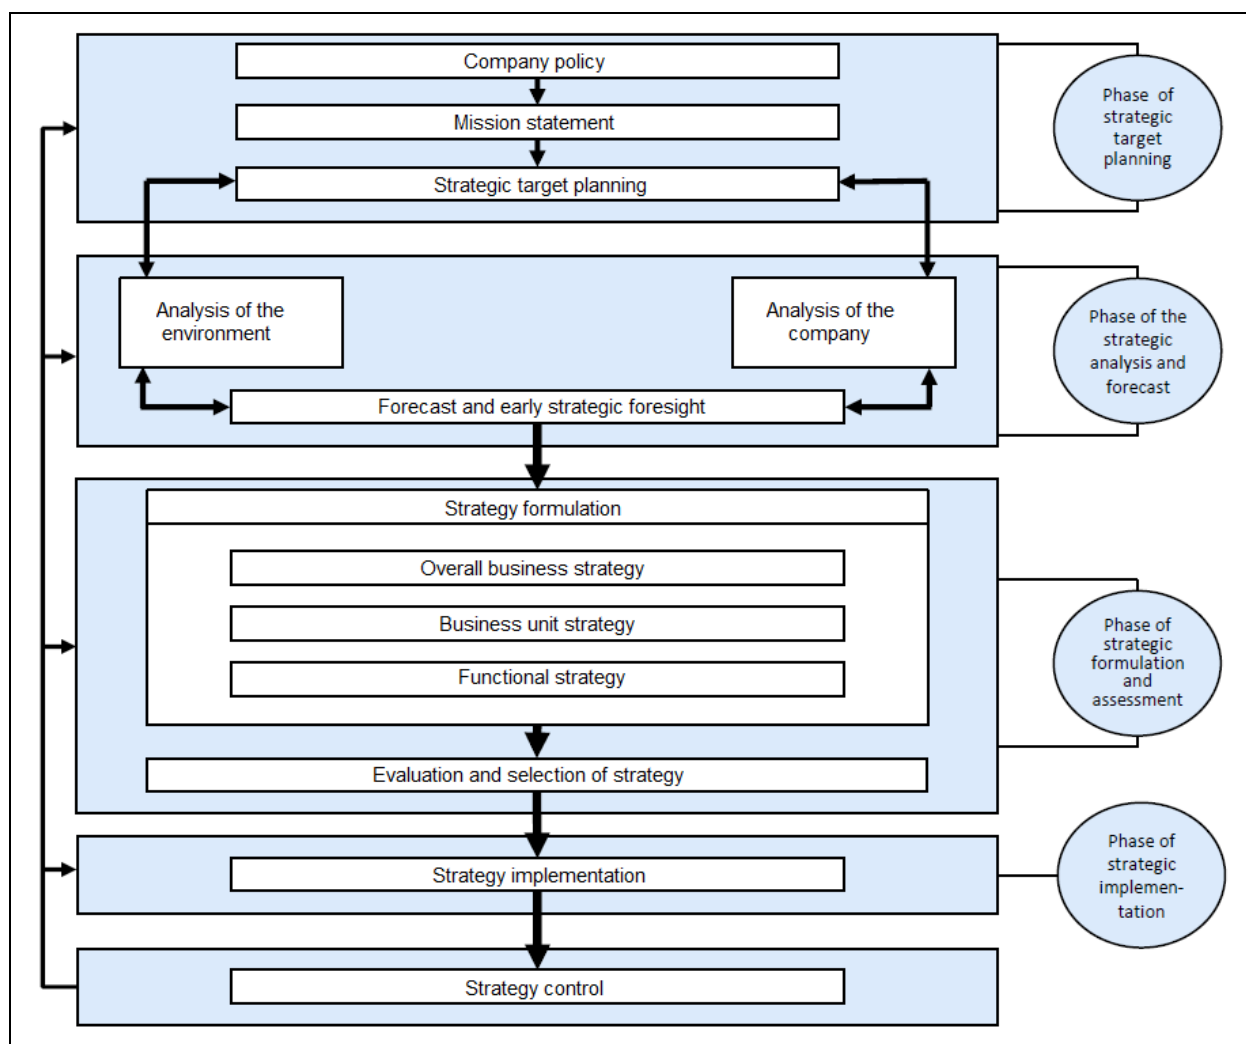 Company policy
Mission statement
Strategic target planning
Phase of
strategic
target
planning
Analysis of the
environment
Analysis of the
company
Forecast and early strategic foresight
Phase of the
strategic
analysis and
forecast
Strategy formulation
Overall business strategy
Business unit strategy
Functional strategy
Evaluation and selection of strategy
Phase of
strategic
formulation
and
assessment
Strategy implementation
Phase of
strategic
implemen-
tation
Strategy control